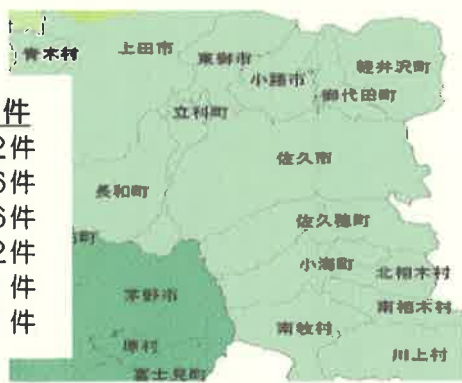 青木村
上田市
東御市
小諸市
軽井沢町
御代田町
立科町
件
2件
6件
6件
2件
件
件
佐久市
長和町
佐久穂町
小海町
北相木村
南相木村
南牧村
川上村
茅野市
原村
富士見町